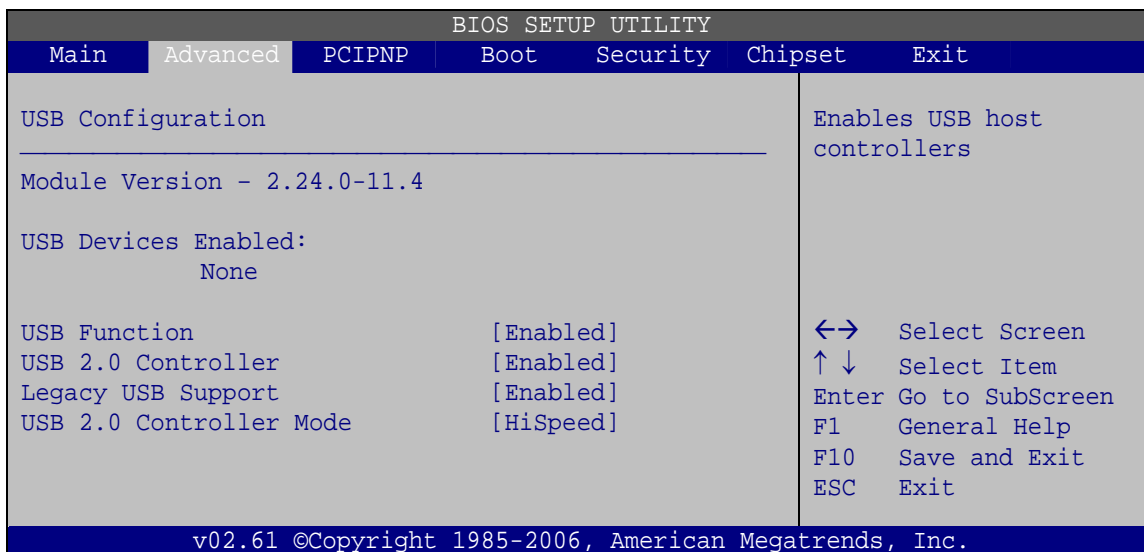 BIOS SETUP UTILITY
Main Advanced PCIPNP Boot Security Chipset Exit
USB Configuration
Module Version – 2.24.0-11.4
USB Devices Enabled:
None
USB Function [Enabled]
USB 2.0 Controller [Enabled]
Legacy USB Support [Enabled]
USB 2.0 Controller Mode [HiSpeed]
Enables USB host
controllers
←→ Select Screen
↑ ↓ Select Item
Enter Go to SubScreen
F1 General Help
F10 Save and Exit
ESC Exit
v02.61 ©Copyright 1985-2006, American Megatrends, Inc.